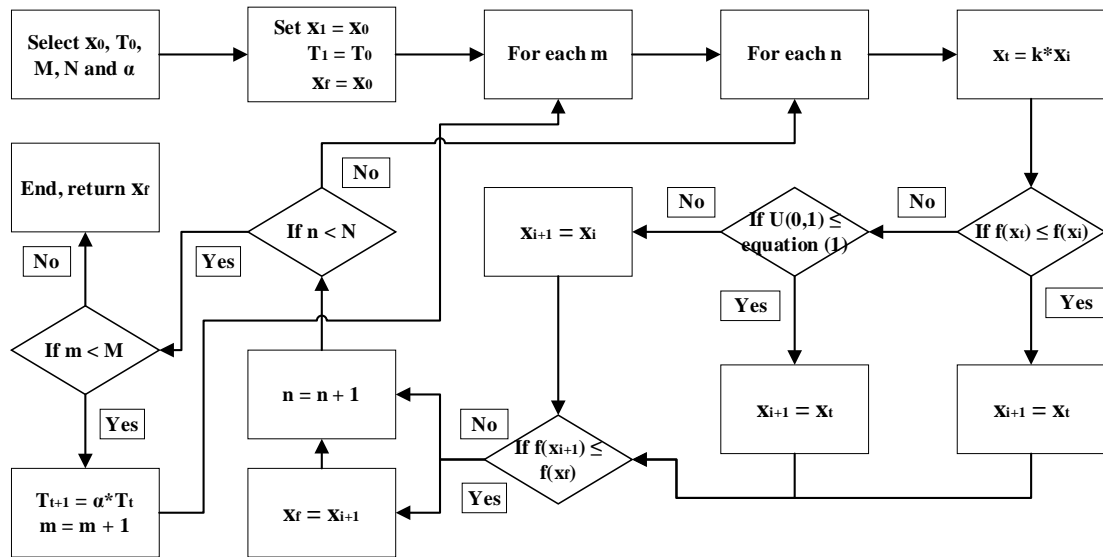 Select x0, T0,
M, N and α
Set x1 = x0
T1 = T0
xf = x0
For each m
For each n
xt = k*xi
End, return xf
No
If n < N
Yes
No
If m < M
Yes
Tt+1 = α*Tt
m = m + 1
xi+1 = xi
No
If U(0,1) ≤
equation (1)
No
If f(xt) ≤ f(xi)
Yes
Yes
n = n + 1
xi+1 = xt
xi+1 = xt
No
If f(xi+1) ≤
f(xf)
Yes
xf = xi+1